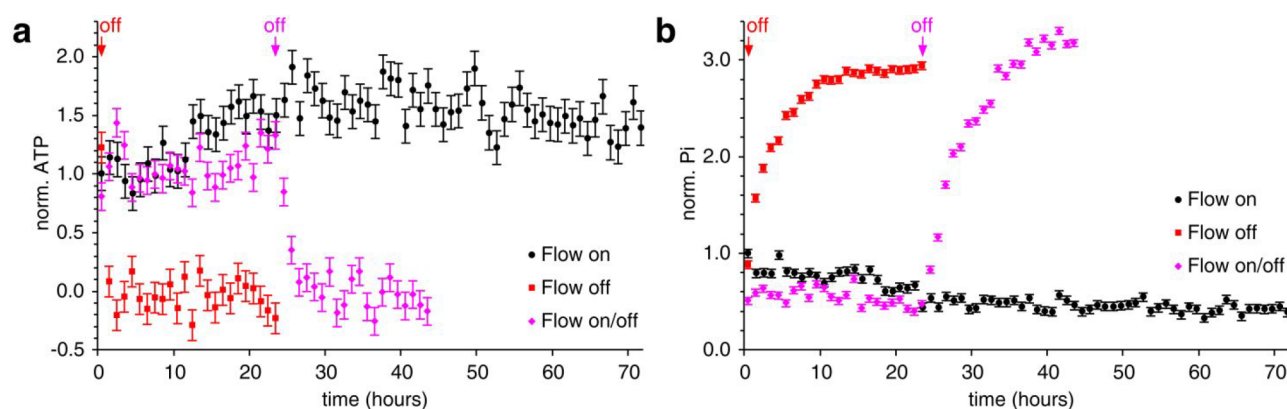 a
off
off
2.0
1.5
1.0
0.5
0.0
-0.5
norm. ATP
Flow on
Flow off
Flow on/off
0 10 20 30 40 50 60 70
time (hours)
b
off
off
3.0
2.0
1.0
0.0
norm. Pi
Flow on
Flow off
Flow on/off
0 10 20 30 40 50 60 70
time (hours)